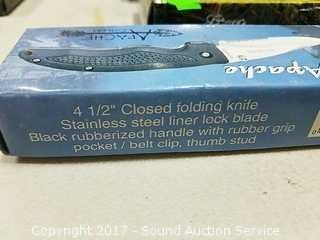 APACHE
Apache
4 1/2" Closed folding knife
Stainless steel liner lock blade
Black rubberized handle with rubber grip
pocket / belt clip, thumb stud
Copyright 2017 - Sound Auction Service